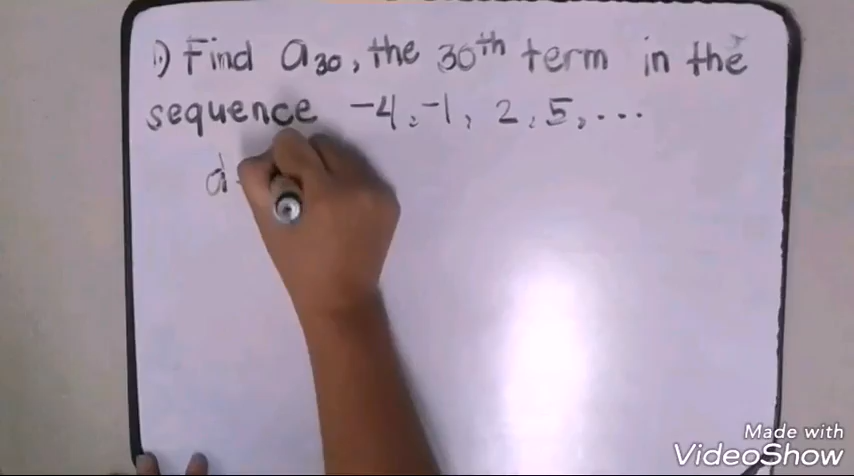 1) Find a₃₀, the 30ᵗʰ term in the
sequence -4, -1, 2, 5, ...
d
Made with
VideoShow